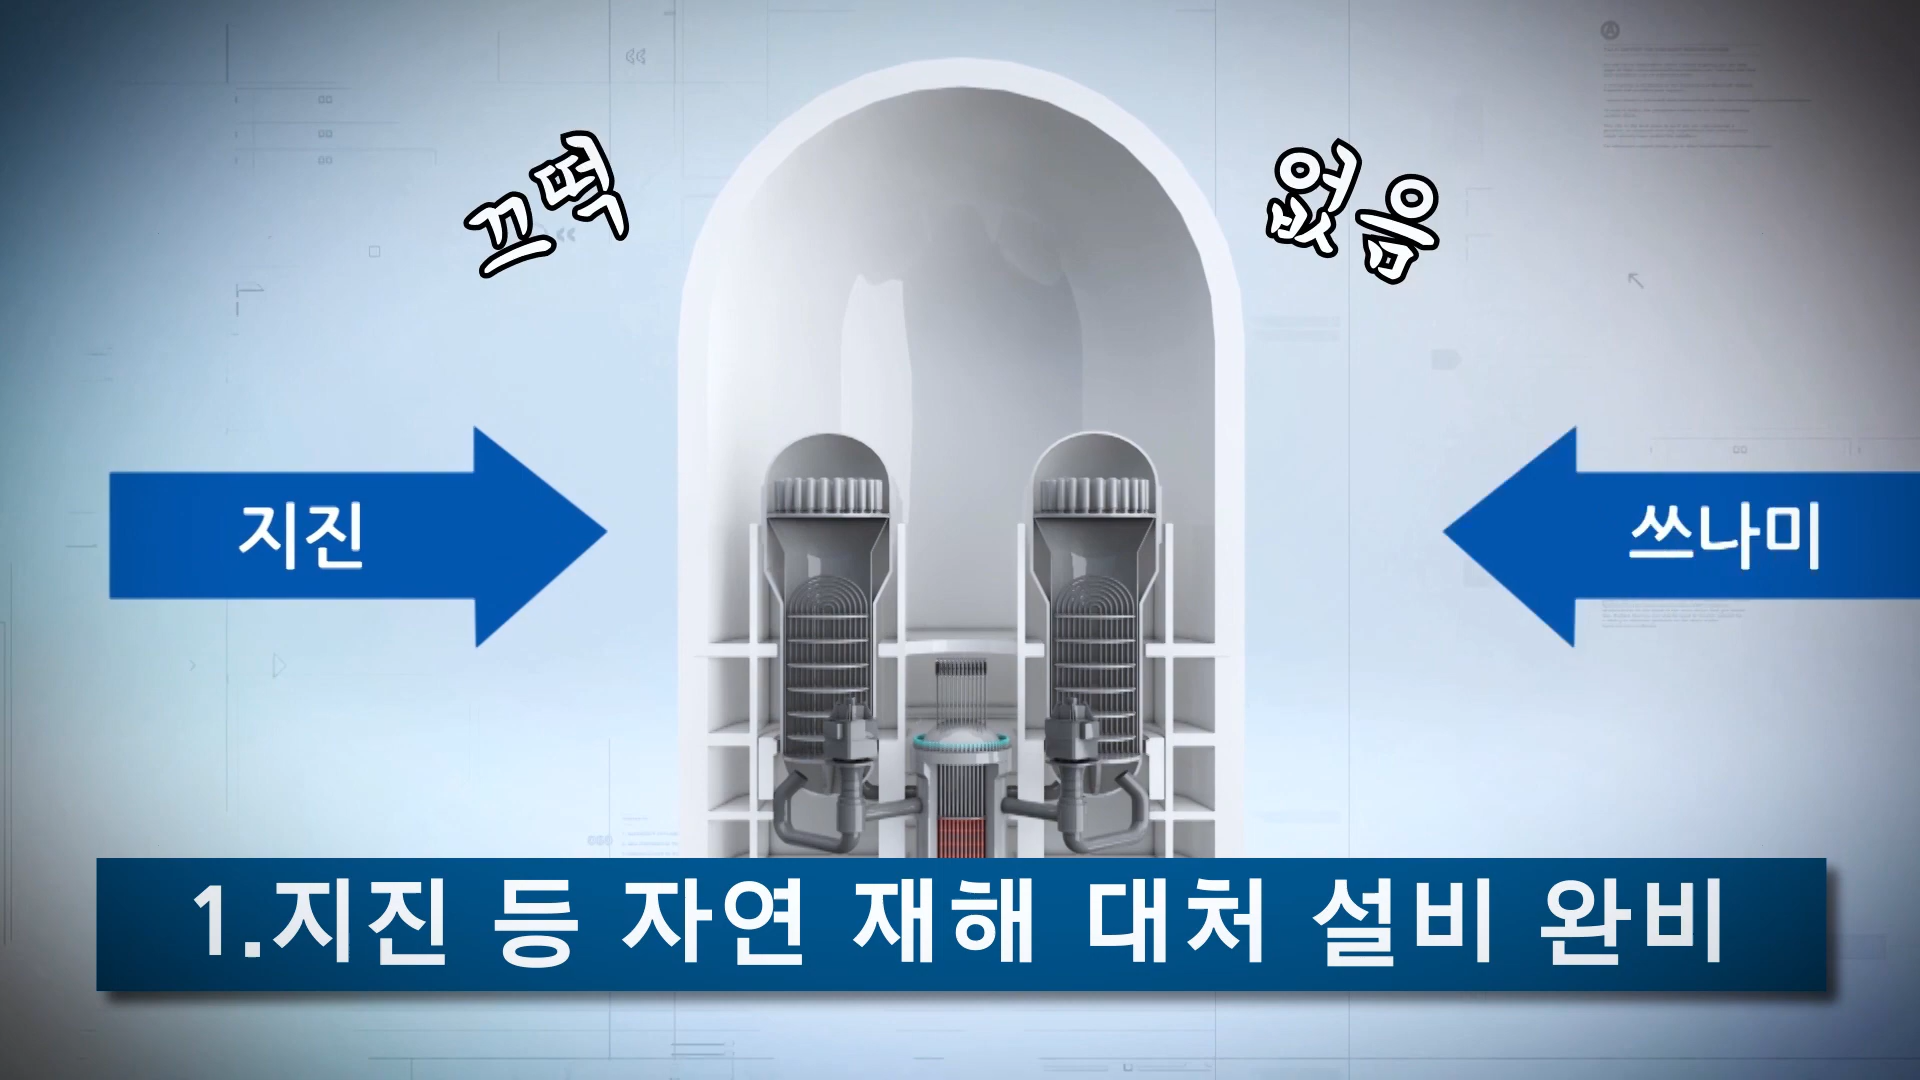 끄떡 없음
지진
쓰나미
1.지진 등 자연 재해 대처 설비 완비